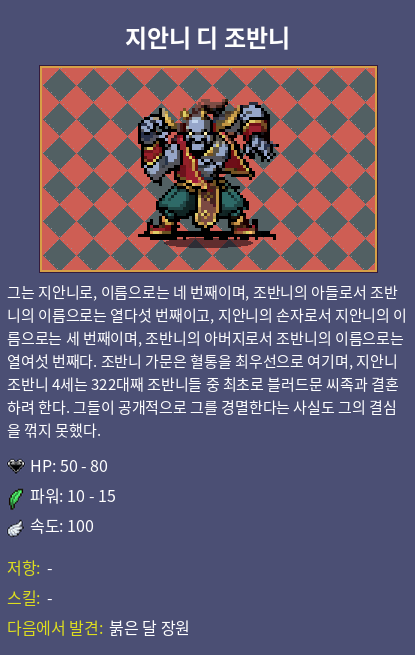 지안니 디 조반니
그는 지안니로, 이름으로는 네 번째이며, 조반니의 아들로서 조반
니의 이름으로는 열다섯 번째이고, 지안니의 손자로서 지안니의 이
름으로는 세 번째이며, 조반니의 아버지로서 조반니의 이름으로는
열여섯 번째다. 조반니 가문은 혈통을 최우선으로 여기며, 지안니
조반니 4세는 322대째 조반니들 중 최초로 블러드문 씨족과 결혼
하려 한다. 그들이 공개적으로 그를 경멸한다는 사실도 그의 결심
을 꺾지 못했다.
HP: 50 - 80
파워: 10 - 15
속도: 100
저항: -
스킬: -
다음에서 발견: 붉은 달 장원